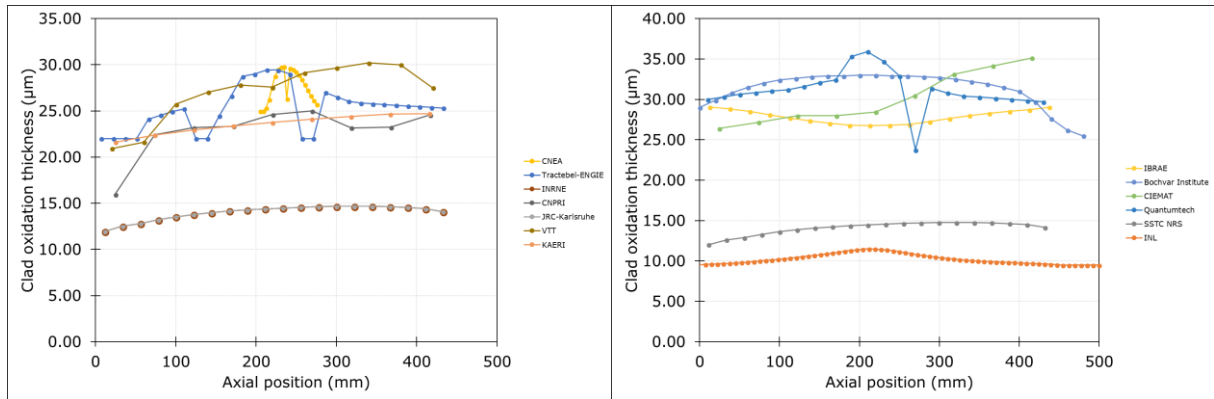 35.00
30.00
25.00
20.00
15.00
10.00
5.00
0.00
Clad oxidation thickness (μm)
0
100
200
300
400
500
Axial position (mm)
CNEA
Tractebel-ENGIE
INRNE
CNPRI
JRC-Karlsruhe
VTT
KAERI
40.00
35.00
30.00
25.00
20.00
15.00
10.00
5.00
0.00
Clad oxidation thickness (μm)
0
100
200
300
400
500
Axial position (mm)
IBRAE
Bochvar Institute
CIEMAT
Quantumtech
SSTC NRS
INL